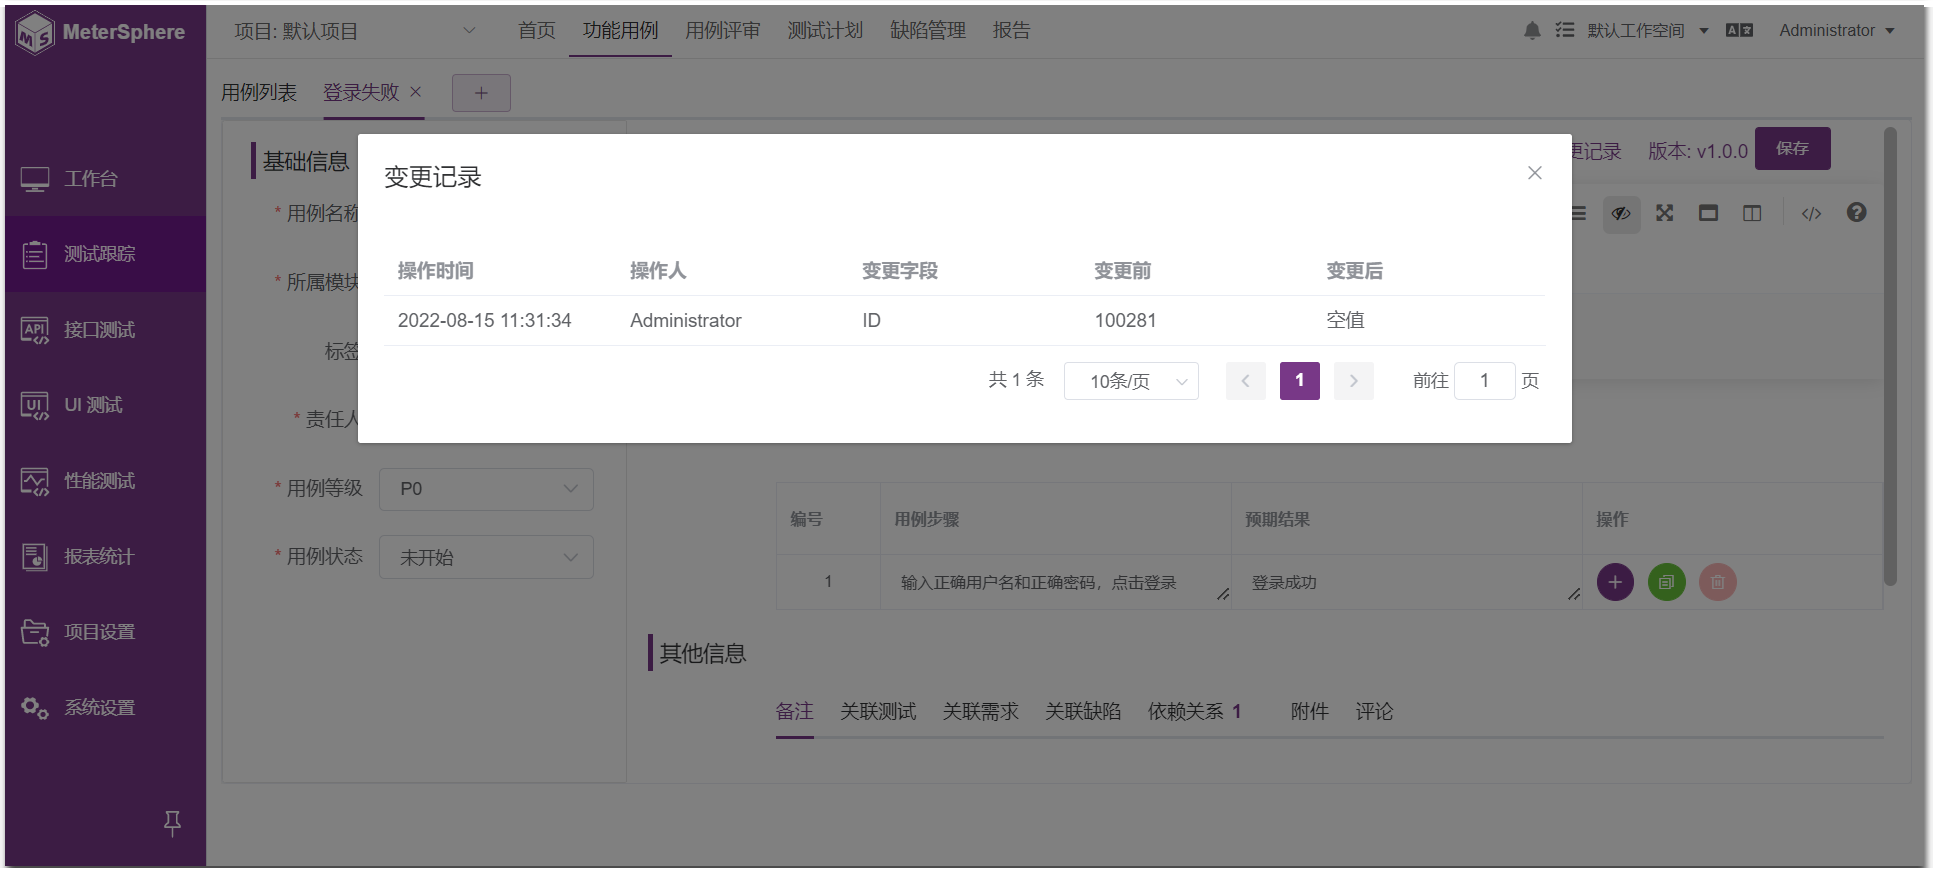 MeterSphere
项目: 默认项目
首页 功能用例 用例评审 测试计划 缺陷管理 报告
默认工作空间
Administrator
用例列表 登录失败 × +
工作台
测试跟踪
API 接口测试
UI UI 测试
性能测试
报表统计
项目设置
系统设置
基础信息
更记录 版本: v1.0.0 保存
* 用例名称
* 所属模块
标签
* 责任人
* 用例等级 P0
* 用例状态 未开始
变更记录
操作时间 操作人 变更字段 变更前 变更后
2022-08-15 11:31:34 Administrator ID 100281 空值
共 1 条 10条/页 1 前往 1 页
编号 用例步骤 预期结果 操作
1 输入正确用户名和正确密码，点击登录 登录成功
其他信息
备注 关联测试 关联需求 关联缺陷 依赖关系 1 附件 评论